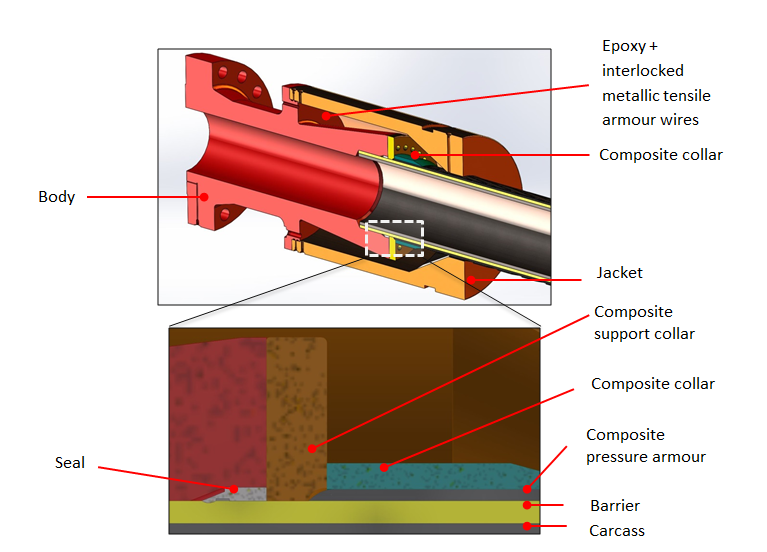 Epoxy +
interlocked
metallic tensile
armour wires
Composite collar
Body
Jacket
Composite
support collar
Composite collar
Composite
pressure armour
Seal
Barrier
Carcass